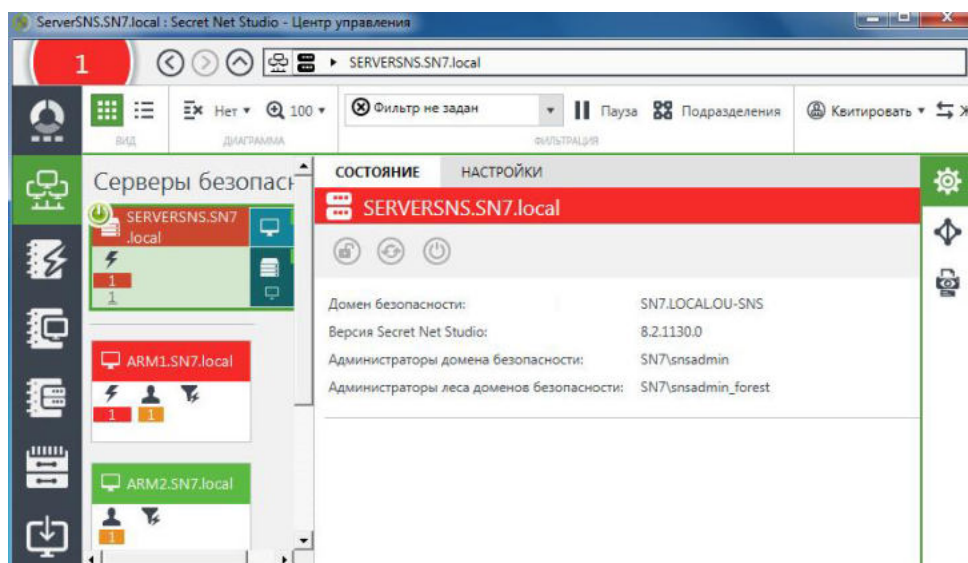 ServerSNS.SN7.local : Secret Net Studio - Центр управления
1
SERVERSNS.SN7.local
Нет
100
Фильтр не задан
Пауза
Подразделения
Квитировать
Ж
ВИД
ДИАГРАММА
ФИЛЬТРАЦИЯ
Серверы безопасн
SERVERSNS.SN7
.local
1
1
ARM1.SN7.local
1 1
ARM2.SN7.local
1
СОСТОЯНИЕ НАСТРОЙКИ
SERVERSNS.SN7.local
Домен безопасности: SN7.LOCAL.OU-SNS
Версия Secret Net Studio: 8.2.1130.0
Администраторы домена безопасности: SN7\snsadmin
Администраторы леса доменов безопасности: SN7\snsadmin_forest